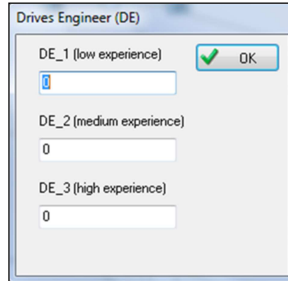 Drives Engineer (DE)
DE_1 (low experience)
OK
0
DE_2 (medium experience)
0
DE_3 (high experience)
0